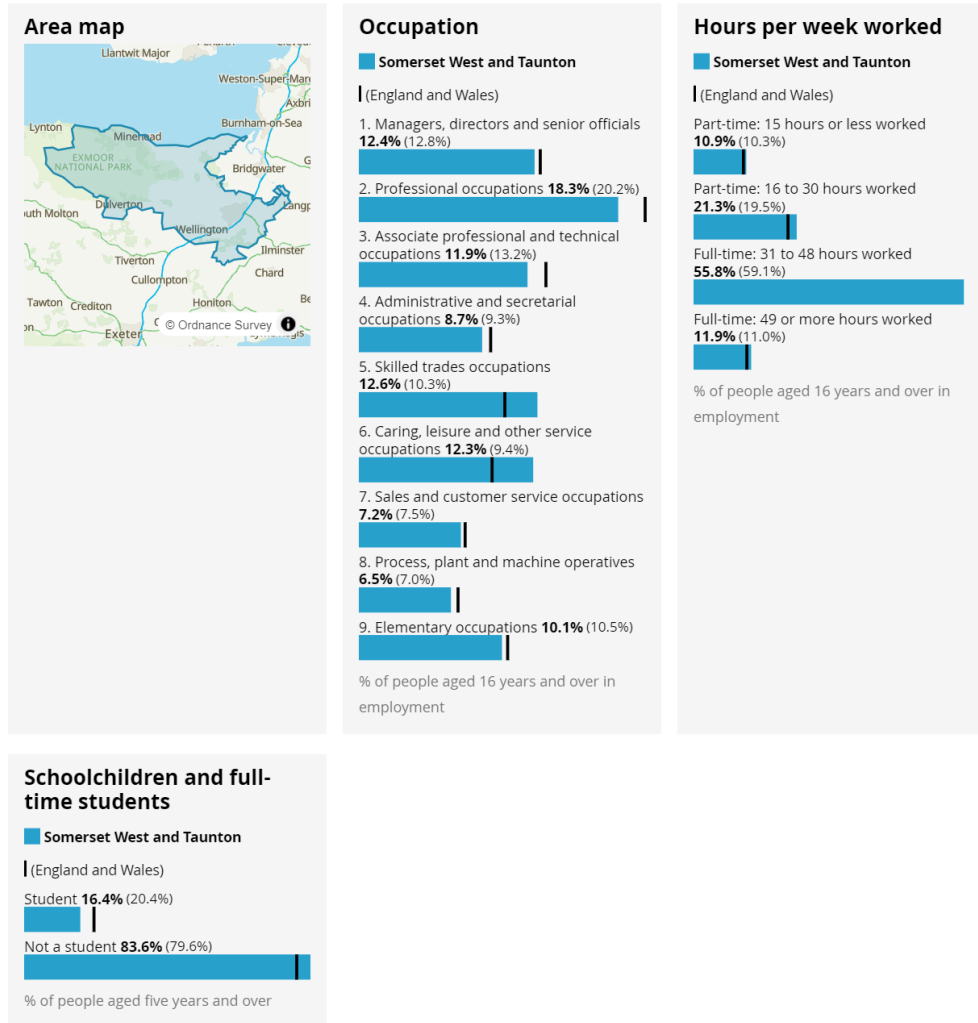 Area map
Llantwit Major
Weston-Super-Mare
Axbri
Lynton
Minehead
Burnham-on-Sea
EXMOOR
NATIONAL PARK
Bridgwater
G
Dulverton
Langp
uth Molton
Wellington
Ilminster
Tiverton
Chard
Cullompton
Tawton
Crediton
Honiton
Be
on
Exeter
© Ordnance Survey
Occupation
Somerset West and Taunton
(England and Wales)
1. Managers, directors and senior officials
12.4% (12.8%)
2. Professional occupations 18.3% (20.2%)
3. Associate professional and technical
occupations 11.9% (13.2%)
4. Administrative and secretarial
occupations 8.7% (9.3%)
5. Skilled trades occupations
12.6% (10.3%)
6. Caring, leisure and other service
occupations 12.3% (9.4%)
7. Sales and customer service occupations
7.2% (7.5%)
8. Process, plant and machine operatives
6.5% (7.0%)
9. Elementary occupations 10.1% (10.5%)
% of people aged 16 years and over in
employment
Hours per week worked
Somerset West and Taunton
(England and Wales)
Part-time: 15 hours or less worked
10.9% (10.3%)
Part-time: 16 to 30 hours worked
21.3% (19.5%)
Full-time: 31 to 48 hours worked
55.8% (59.1%)
Full-time: 49 or more hours worked
11.9% (11.0%)
% of people aged 16 years and over in
employment
Schoolchildren and full-
time students
Somerset West and Taunton
(England and Wales)
Student 16.4% (20.4%)
Not a student 83.6% (79.6%)
% of people aged five years and over